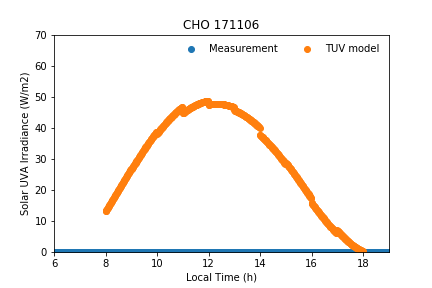 CHO 171106
Measurement TUV model
Solar UVA Irradiance (W/m2)
70
60
50
40
30
20
10
0
6 8 10 12 14 16 18
Local Time (h)